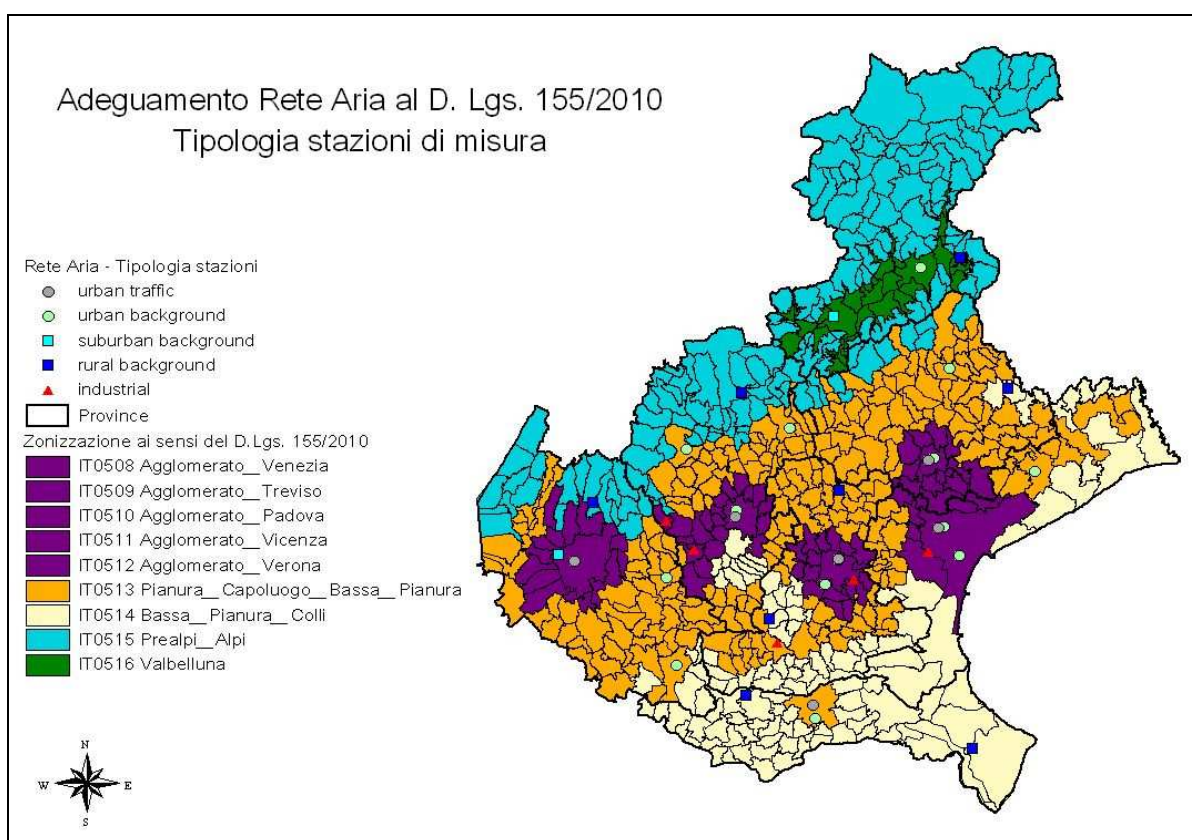 Adeguamento Rete Aria al D. Lgs. 155/2010
Tipologia stazioni di misura
Rete Aria - Tipologia stazioni
urban traffic
urban background
suburban background
rural background
industrial
Province
Zonizzazione ai sensi del D.Lgs. 155/2010
IT0508 Agglomerato__Venezia
IT0509 Agglomerato__Treviso
IT0510 Agglomerato__Padova
IT0511 Agglomerato__Vicenza
IT0512 Agglomerato__Verona
IT0513 Pianura__Capoluogo__Bassa__Pianura
IT0514 Bassa__Pianura__Colli
IT0515 Prealpi__Alpi
IT0516 Valbelluna
N
W E
S